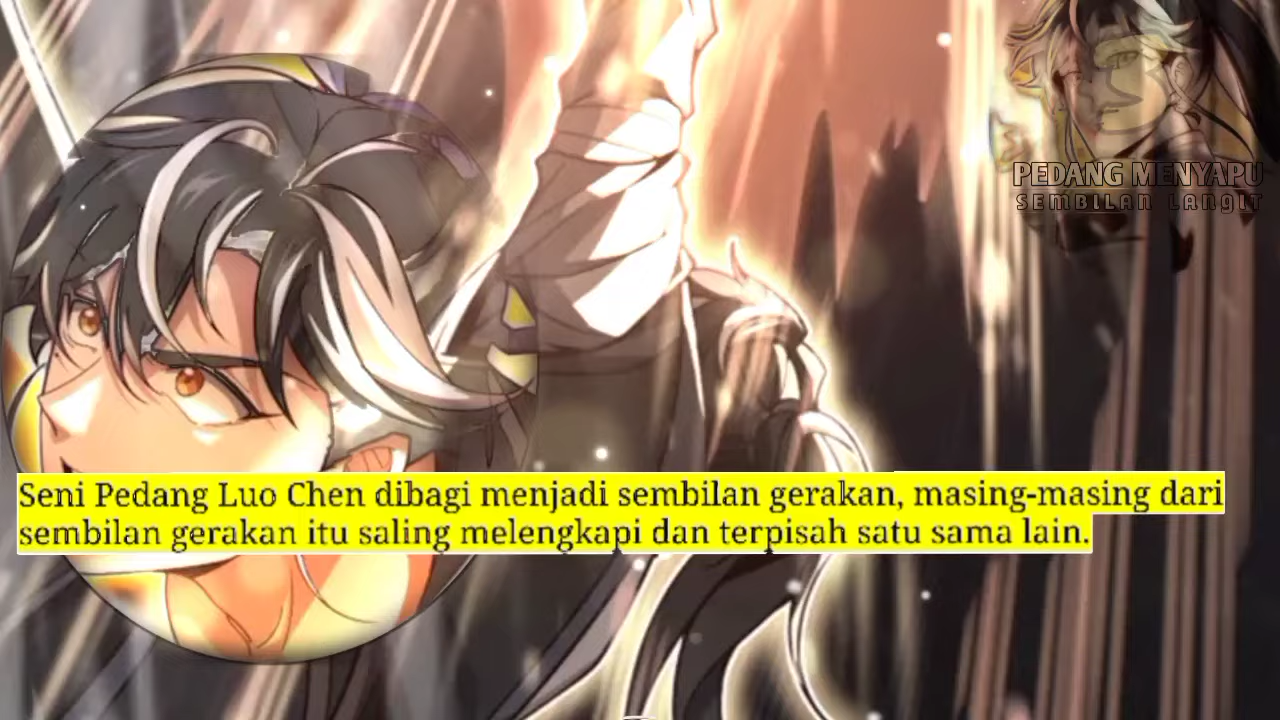 PEDANG MENYAPU
SEMBILAN LANGIT
Seni Pedang Luo Chen dibagi menjadi sembilan gerakan, masing-masing dari
sembilan gerakan itu saling melengkapi dan terpisah satu sama lain.